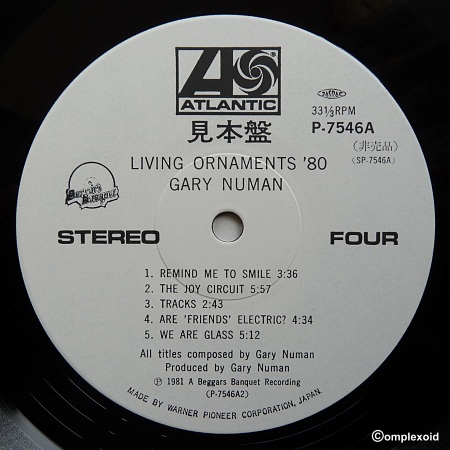 ATLANTIC
JASRAC
33⅓RPM
見本盤
P-7546A
(非売品)
(SP-7546A)
LIVING ORNAMENTS '80
GARY NUMAN
Beggars Banquet
STEREO
FOUR
1. REMIND ME TO SMILE 3:36
2. THE JOY CIRCUIT 5:57
3. TRACKS 2:43
4. ARE 'FRIENDS' ELECTRIC? 4:34
5. WE ARE GLASS 5:12
All titles composed by Gary Numan
Produced by Gary Numan
Ⓟ 1981 A Beggars Banquet Recording
(P-7546A2)
MADE BY WARNER PIONEER CORPORATION, JAPAN.
©omplexoid